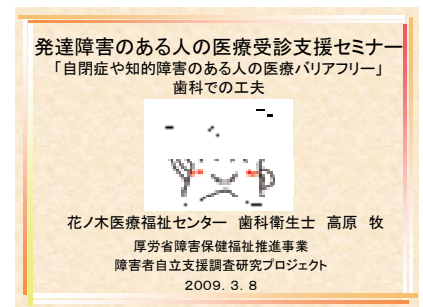 発達障害のある人の医療受診支援セミナー
「自閉症や知的障害のある人の医療バリアフリー」
歯科での工夫
花ノ木医療福祉センター 歯科衛生士 高原 牧
厚労省障害保健福祉推進事業
障害者自立支援調査研究プロジェクト
2009. 3. 8